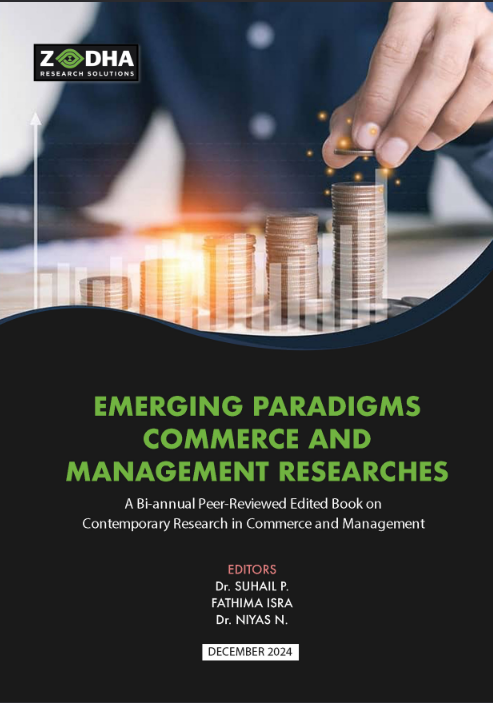 ZODHA
RESEARCH SOLUTIONS
EMERGING PARADIGMS
COMMERCE AND
MANAGEMENT RESEARCHES
A Bi-annual Peer-Reviewed Edited Book on
Contemporary Research in Commerce and Management
EDITORS
Dr. SUHAIL P.
FATHIMA ISRA
Dr. NIYAS N.
DECEMBER 2024